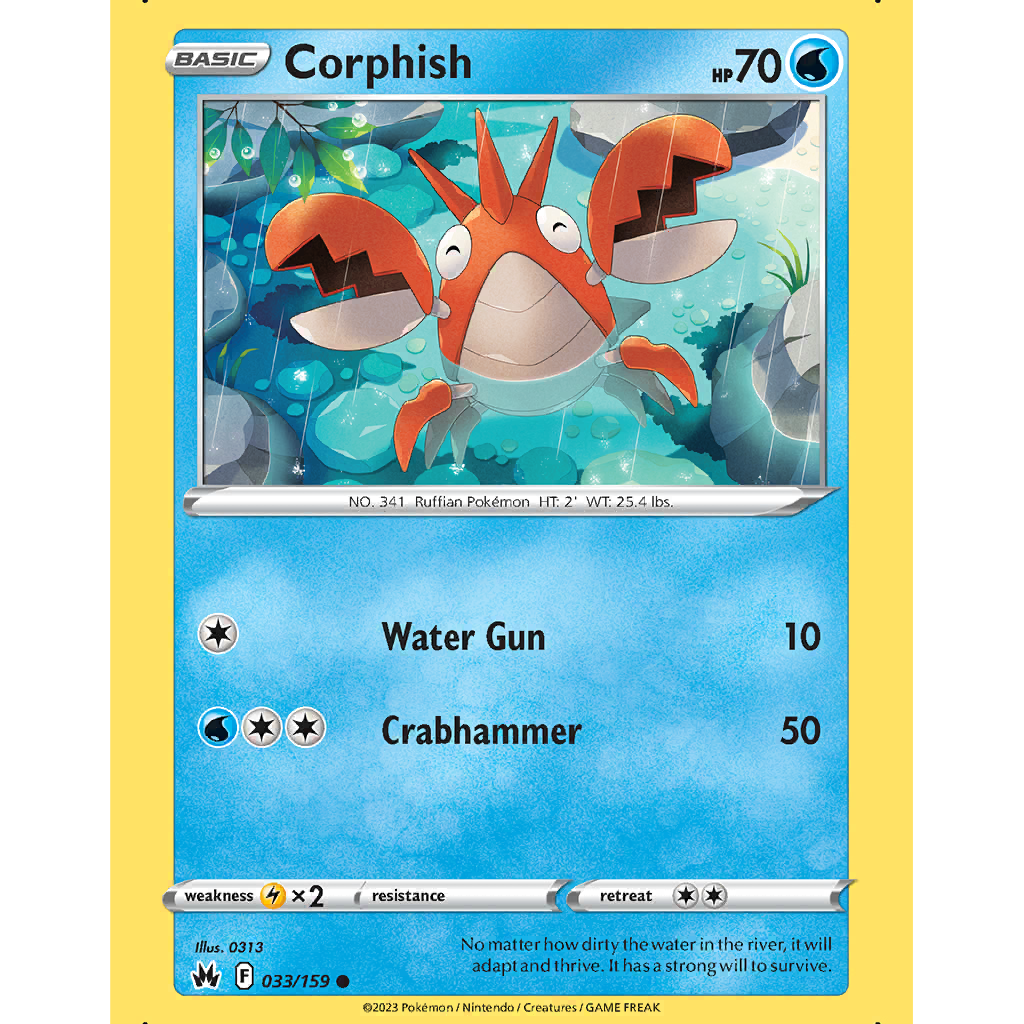 BASIC Corphish HP 70
NO. 341 Ruffian Pokémon HT: 2' WT: 25.4 lbs.
Water Gun 10
Crabhammer 50
weakness ×2 resistance retreat
Illus. 0313
No matter how dirty the water in the river, it will
adapt and thrive. It has a strong will to survive.
F 033/159
©2023 Pokémon / Nintendo / Creatures / GAME FREAK